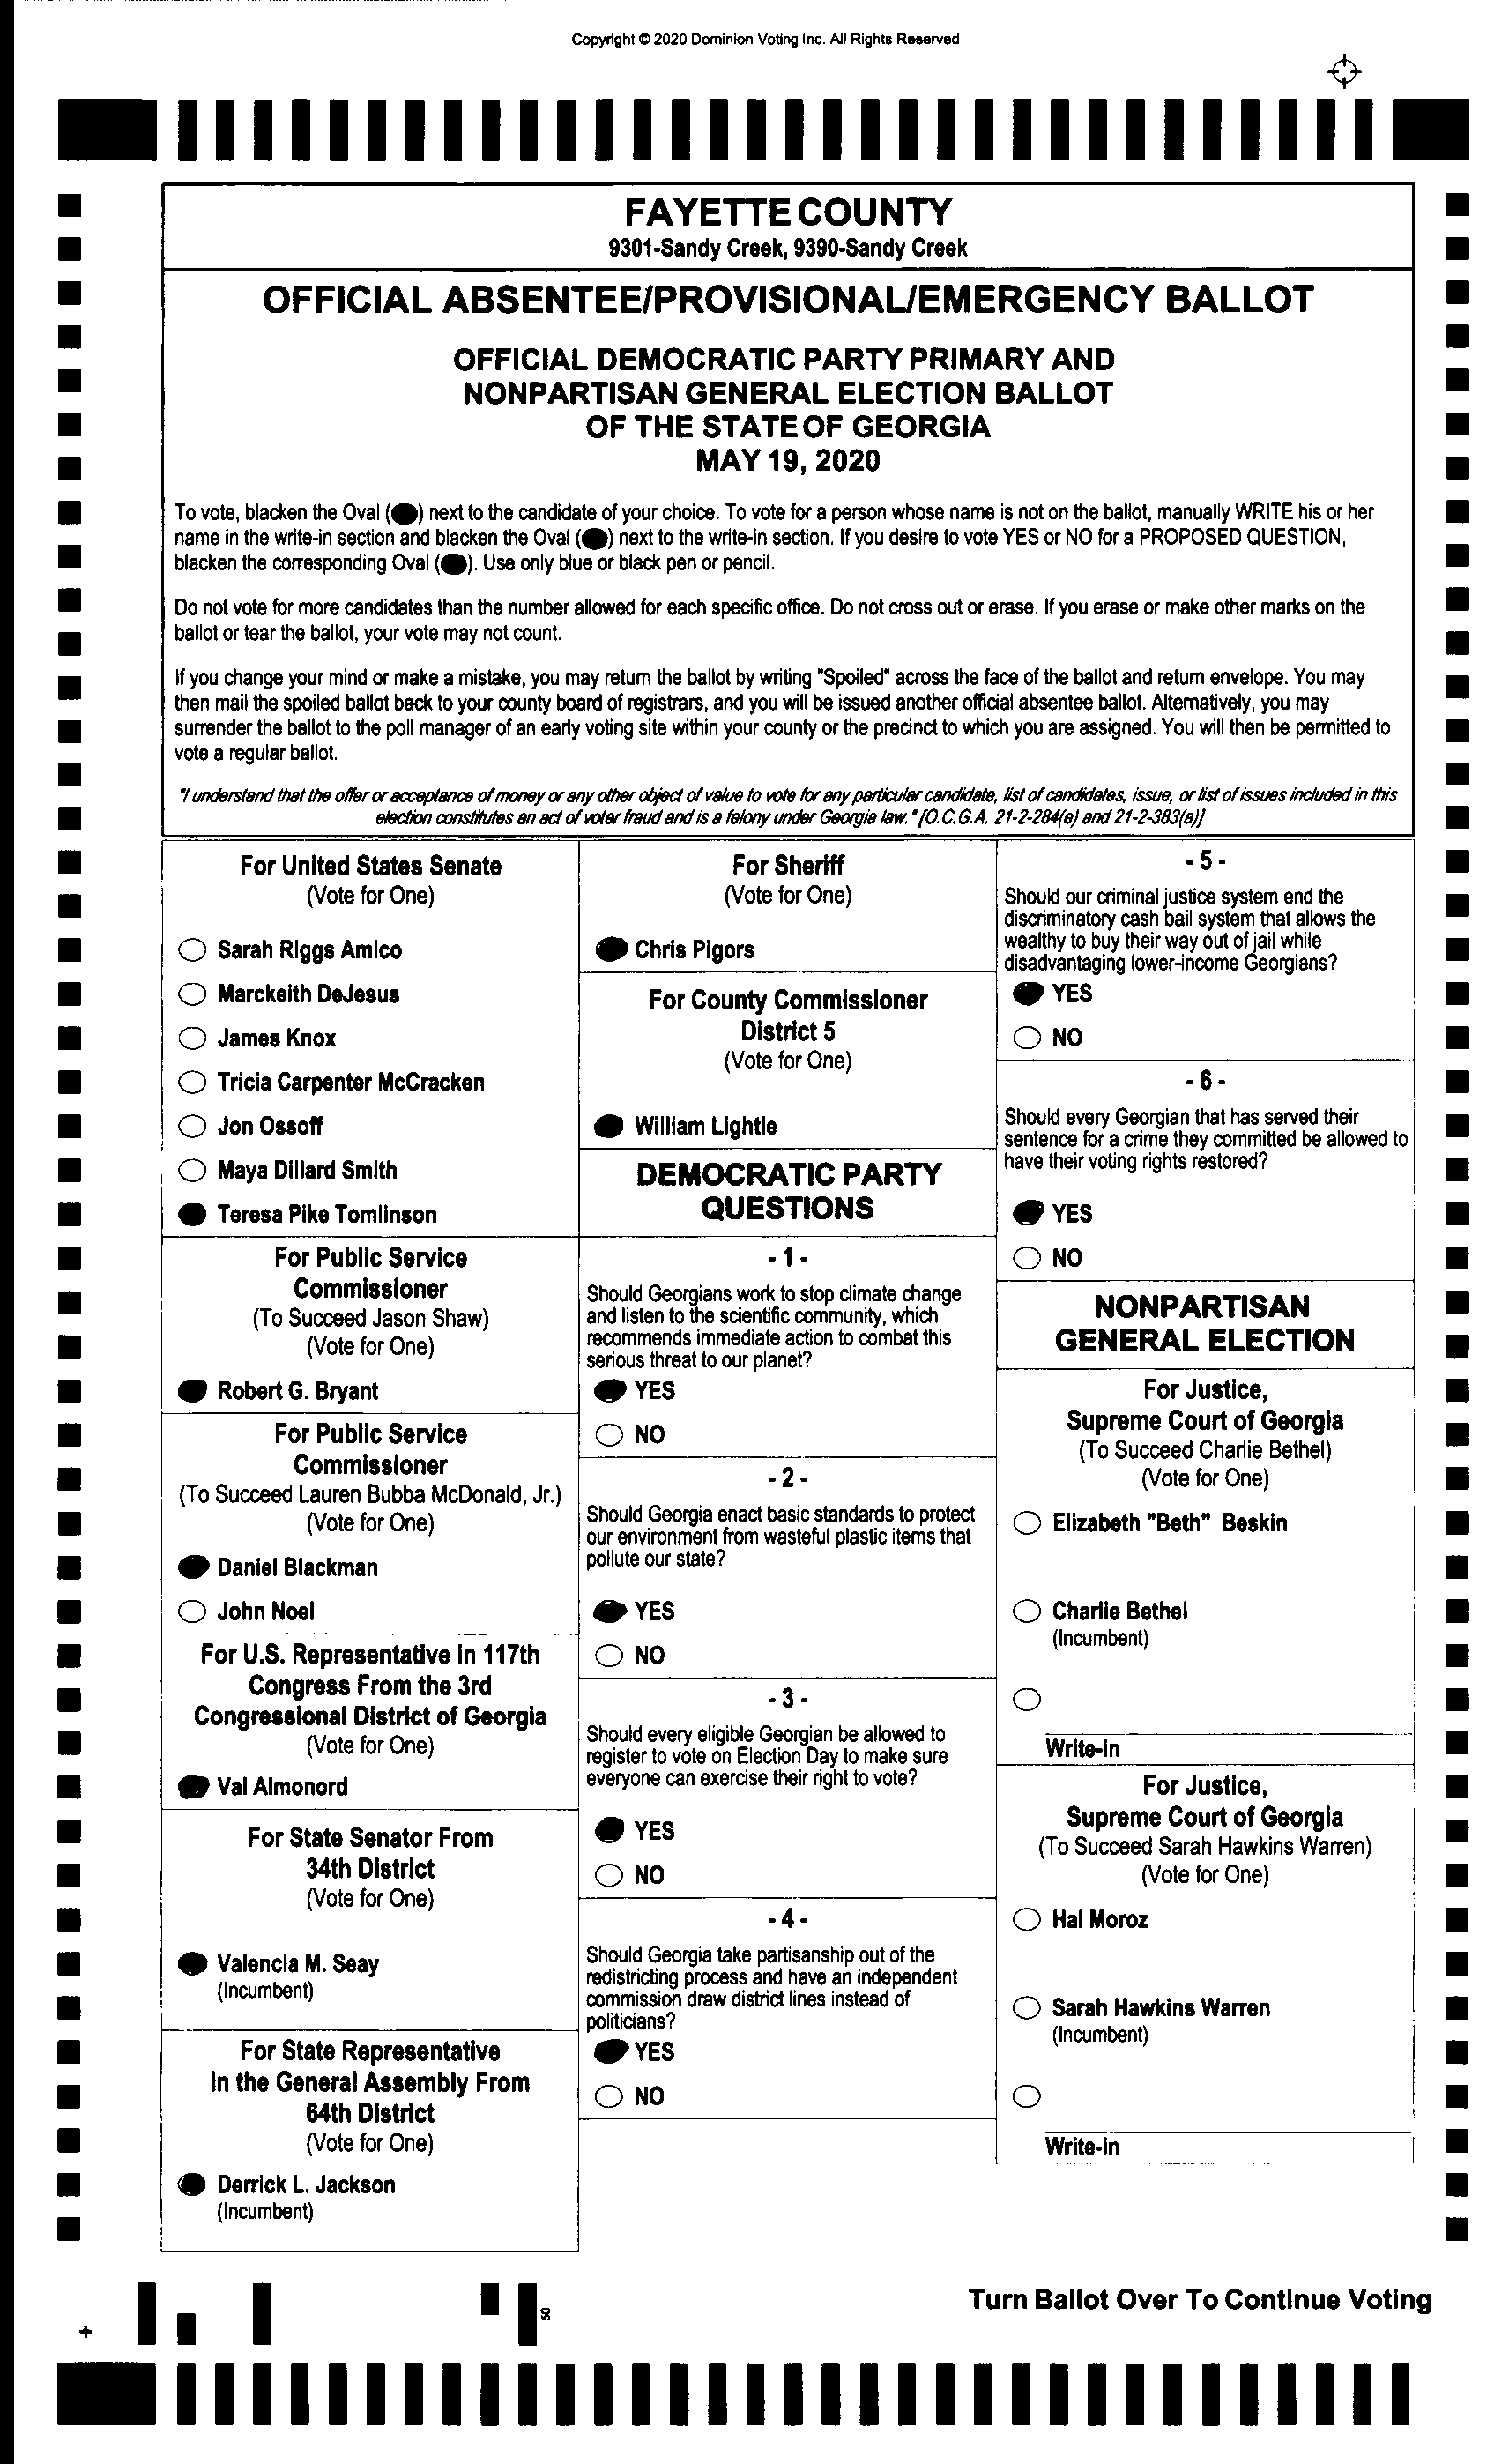 Copyright © 2020 Dominion Voting Inc. All Rights Reserved
FAYETTE COUNTY
9301-Sandy Creek, 9390-Sandy Creek
OFFICIAL ABSENTEE/PROVISIONAL/EMERGENCY BALLOT
OFFICIAL DEMOCRATIC PARTY PRIMARY AND
NONPARTISAN GENERAL ELECTION BALLOT
OF THE STATE OF GEORGIA
MAY 19, 2020
To vote, blacken the Oval () next to the candidate of your choice. To vote for a person whose name is not on the ballot, manually WRITE his or her
name in the write-in section and blacken the Oval () next to the write-in section. If you desire to vote YES or NO for a PROPOSED QUESTION,
blacken the corresponding Oval (). Use only blue or black pen or pencil.
Do not vote for more candidates than the number allowed for each specific office. Do not cross out or erase. If you erase or make other marks on the
ballot or tear the ballot, your vote may not count.
If you change your mind or make a mistake, you may return the ballot by writing "Spoiled" across the face of the ballot and return envelope. You may
then mail the spoiled ballot back to your county board of registrars, and you will be issued another official absentee ballot. Alternatively, you may
surrender the ballot to the poll manager of an early voting site within your county or the precinct to which you are assigned. You will then be permitted to
vote a regular ballot.
"I understand that the offer or acceptance of money or any other object of value to vote for any particular candidate, list of candidates, issue, or list of issues included in this
election constitutes an act of voter fraud and is a felony under Georgia law." [O.C.G.A. 21-2-284(e) and 21-2-383(a)]
For United States Senate
(Vote for One)
Sarah Riggs Amico
Marckeith DeJesus
James Knox
Tricia Carpenter McCracken
Jon Ossoff
Maya Dillard Smith
Teresa Pike Tomlinson
For Public Service
Commissioner
(To Succeed Jason Shaw)
(Vote for One)
Robert G. Bryant
For Public Service
Commissioner
(To Succeed Lauren Bubba McDonald, Jr.)
(Vote for One)
Daniel Blackman
John Noel
For U.S. Representative in 117th
Congress From the 3rd
Congressional District of Georgia
(Vote for One)
Val Almonord
For State Senator From
34th District
(Vote for One)
Valencia M. Seay
(Incumbent)
For State Representative
In the General Assembly From
64th District
(Vote for One)
Derrick L. Jackson
(Incumbent)
For Sheriff
(Vote for One)
Chris Pigors
For County Commissioner
District 5
(Vote for One)
William Lightle
DEMOCRATIC PARTY
QUESTIONS
- 1 -
Should Georgians work to stop climate change
and listen to the scientific community, which
recommends immediate action to combat this
serious threat to our planet?
YES
NO
- 2 -
Should Georgia enact basic standards to protect
our environment from wasteful plastic items that
pollute our state?
YES
NO
- 3 -
Should every eligible Georgian be allowed to
register to vote on Election Day to make sure
everyone can exercise their right to vote?
YES
NO
- 4 -
Should Georgia take partisanship out of the
redistricting process and have an independent
commission draw district lines instead of
politicians?
YES
NO
- 5 -
Should our criminal justice system end the
discriminatory cash bail system that allows the
wealthy to buy their way out of jail while
disadvantaging lower-income Georgians?
YES
NO
- 6 -
Should every Georgian that has served their
sentence for a crime they committed be allowed to
have their voting rights restored?
YES
NO
NONPARTISAN
GENERAL ELECTION
For Justice,
Supreme Court of Georgia
(To Succeed Charlie Bethel)
(Vote for One)
Elizabeth "Beth" Beskin
Charlie Bethel
(Incumbent)
Write-in
For Justice,
Supreme Court of Georgia
(To Succeed Sarah Hawkins Warren)
(Vote for One)
Hal Moroz
Sarah Hawkins Warren
(Incumbent)
Write-in
Turn Ballot Over To Continue Voting